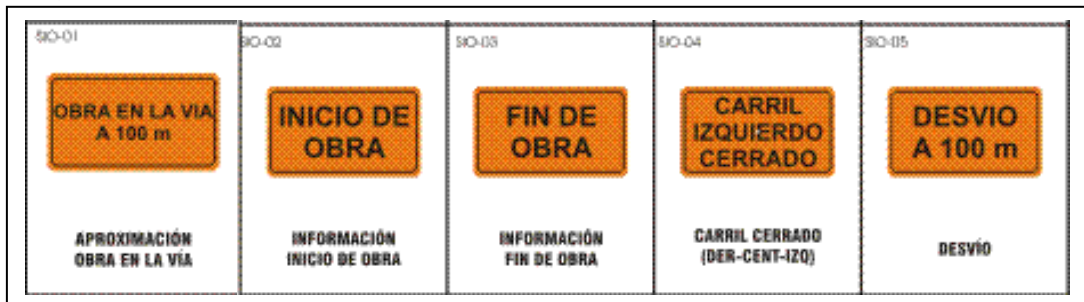 SIO-01
OBRA EN LA VIA
A 100 m
APROXIMACIÓN
OBRA EN LA VÍA
SIO-02
INICIO DE
OBRA
INFORMACIÓN
INICIO DE OBRA
SIO-03
FIN DE
OBRA
INFORMACIÓN
FIN DE OBRA
SIO-04
CARRIL
IZQUIERDO
CERRADO
CARRIL CERRADO
(DER-CENT-IZQ)
SIO-05
DESVIO
A 100 m
DESVÍO